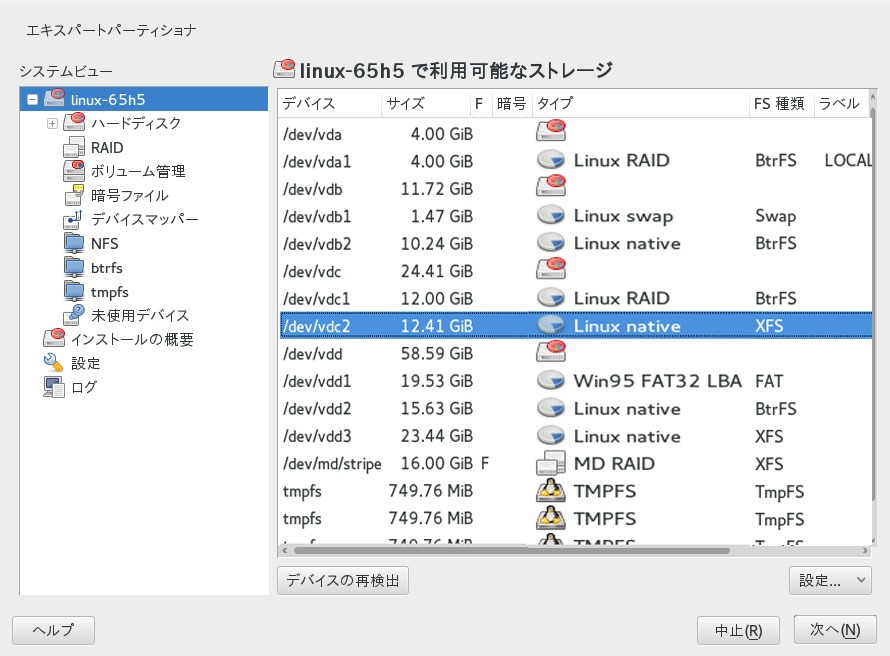 エキスパートパーティショナ
システムビュー
linux-65h5
ハードディスク
RAID
ボリューム管理
暗号ファイル
デバイスマッパー
NFS
btrfs
tmpfs
未使用デバイス
インストールの概要
設定
ログ
linux-65h5 で利用可能なストレージ
デバイス サイズ F 暗号 タイプ FS 種類 ラベル
/dev/vda 4.00 GiB
/dev/vda1 4.00 GiB Linux RAID BtrFS LOCAL
/dev/vdb 11.72 GiB
/dev/vdb1 1.47 GiB Linux swap Swap
/dev/vdb2 10.24 GiB Linux native BtrFS
/dev/vdc 24.41 GiB
/dev/vdc1 12.00 GiB Linux RAID BtrFS
/dev/vdc2 12.41 GiB Linux native XFS
/dev/vdd 58.59 GiB
/dev/vdd1 19.53 GiB Win95 FAT32 LBA FAT
/dev/vdd2 15.63 GiB Linux native BtrFS
/dev/vdd3 23.44 GiB Linux native XFS
/dev/md/stripe 16.00 GiB F MD RAID XFS
tmpfs 749.76 MiB TMPFS TmpFS
tmpfs 749.76 MiB TMPFS TmpFS
デバイスの再検出 設定...
ヘルプ 中止(R) 次へ(N)